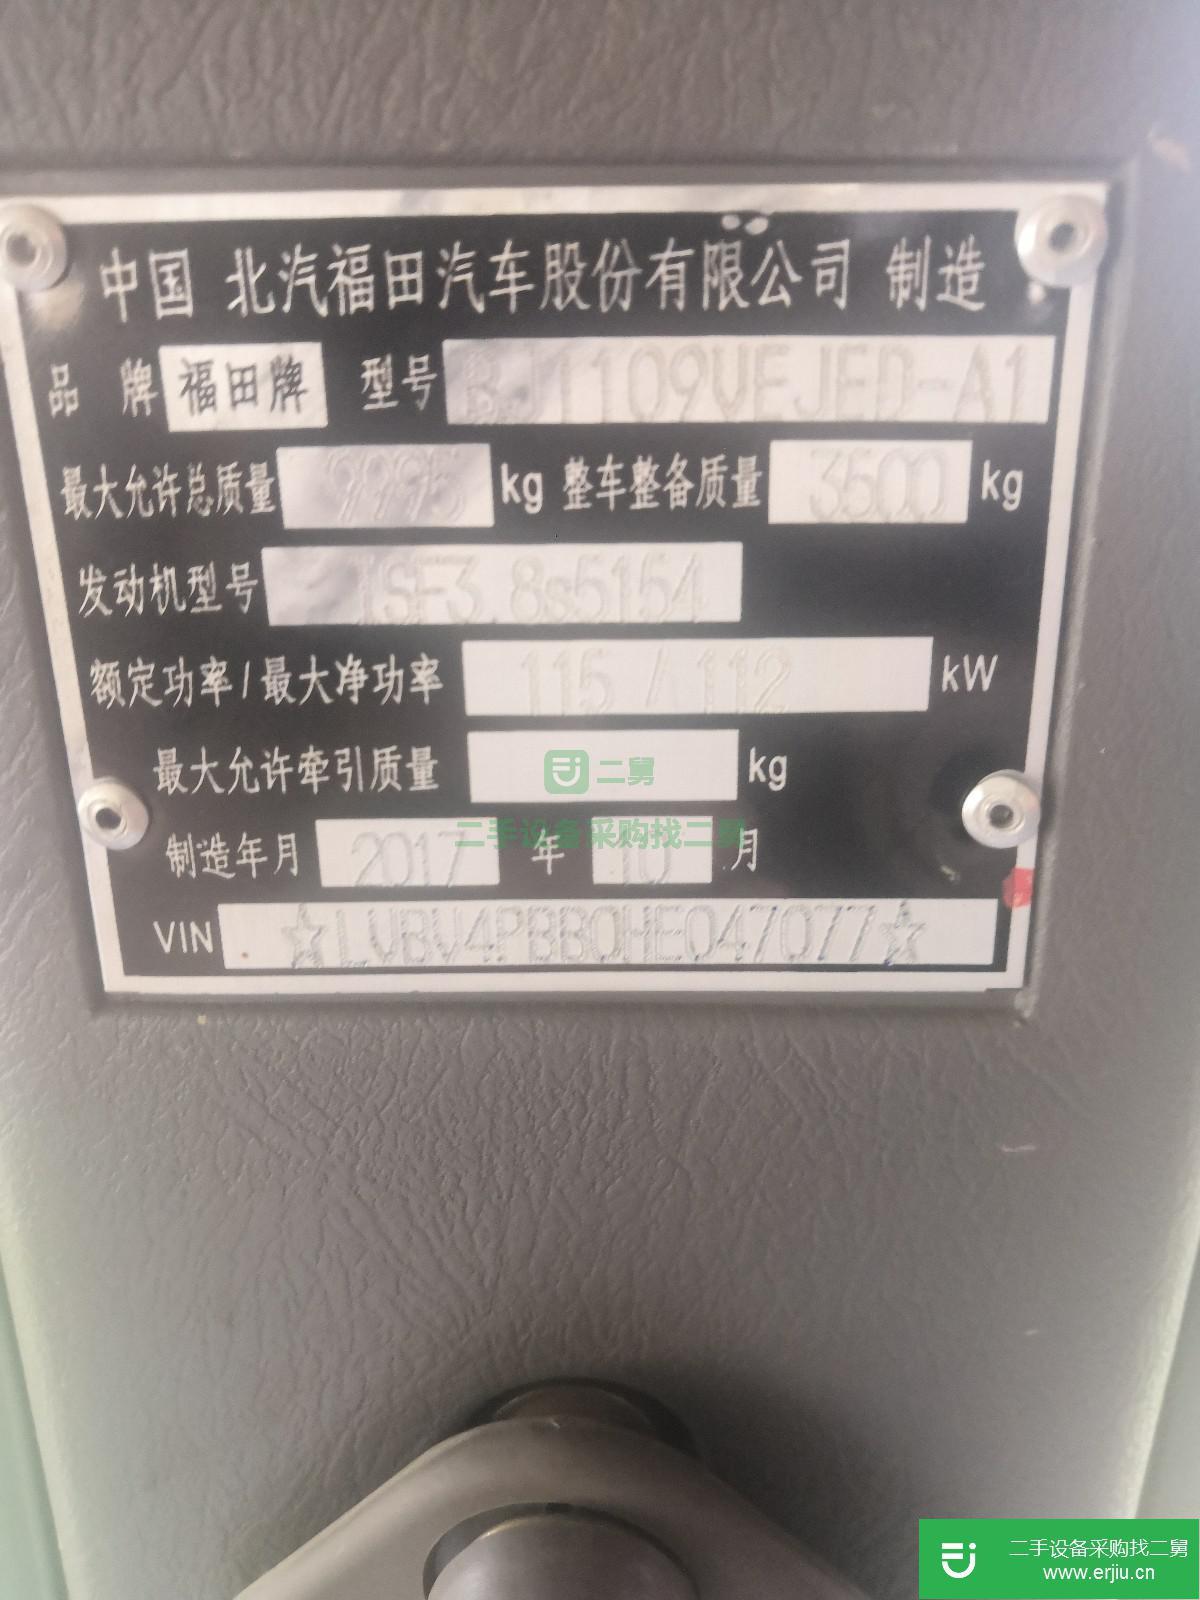 中国 北汽福田汽车股份有限公司 制造
品 牌 福田牌 型号 BJ1109VEJED-A1
最大允许总质量 9995 kg 整车整备质量 3500 kg
发动机型号 ISF3.8s5154
额定功率/最大净功率 115/112 kW
最大允许牵引质量 kg
二舅
二手设备采购找二舅
制造年月 2017 年 10 月
VIN ☆LVBV4PBB0HE047077☆
二手设备采购找二舅
www.erjiu.cn